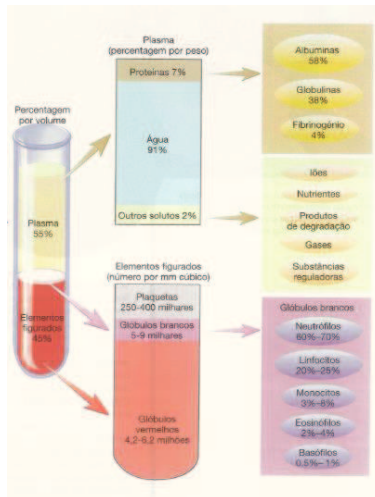 Plasma
(percentagem por peso)
Proteínas 7%
Água
91%
Outros solutos 2%
Albuminas
58%
Globulinas
38%
Fibrinogénio
4%
Iões
Nutrientes
Produtos
de degradação
Gases
Substâncias
reguladoras
Percentagem
por volume
Plasma
55%
Elementos
figurados
45%
Elementos figurados
(número por mm cúbico)
Plaquetas
250-400 milhares
Glóbulos brancos
5-9 milhares
Glóbulos
vermelhos
4,2-6,2 milhões
Glóbulos brancos
Neutrófilos
60%-70%
Linfocitos
20%-25%
Monocitos
3%-8%
Eosinófilos
2%-4%
Basófilos
0,5%-1%